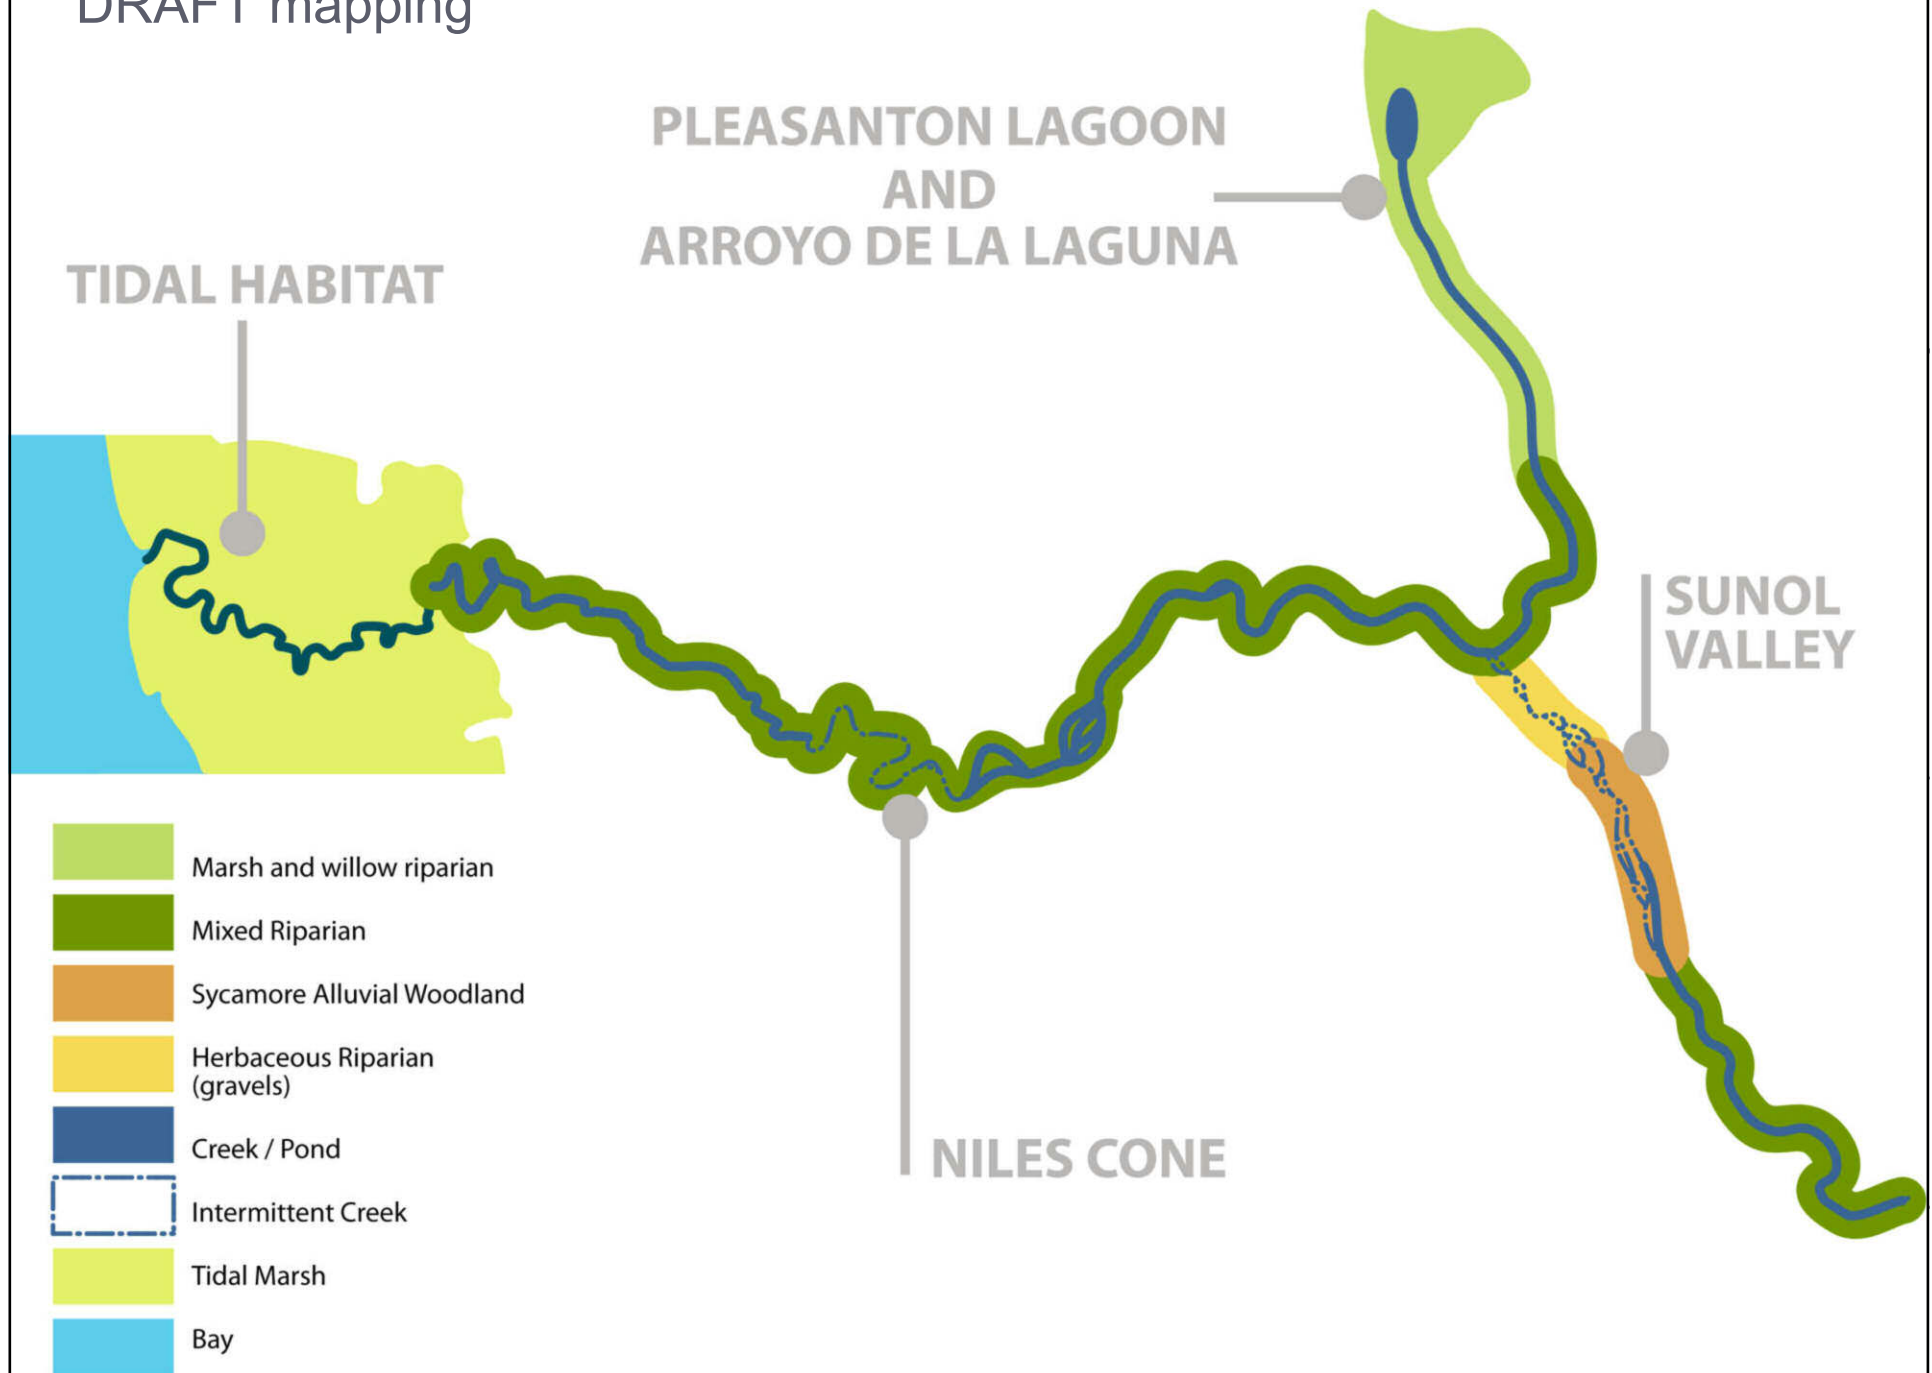 DRAFT mapping
PLEASANTON LAGOON
AND
ARROYO DE LA LAGUNA
TIDAL HABITAT
SUNOL
VALLEY
NILES CONE
Marsh and willow riparian
Mixed Riparian
Sycamore Alluvial Woodland
Herbaceous Riparian
(gravels)
Creek / Pond
Intermittent Creek
Tidal Marsh
Bay